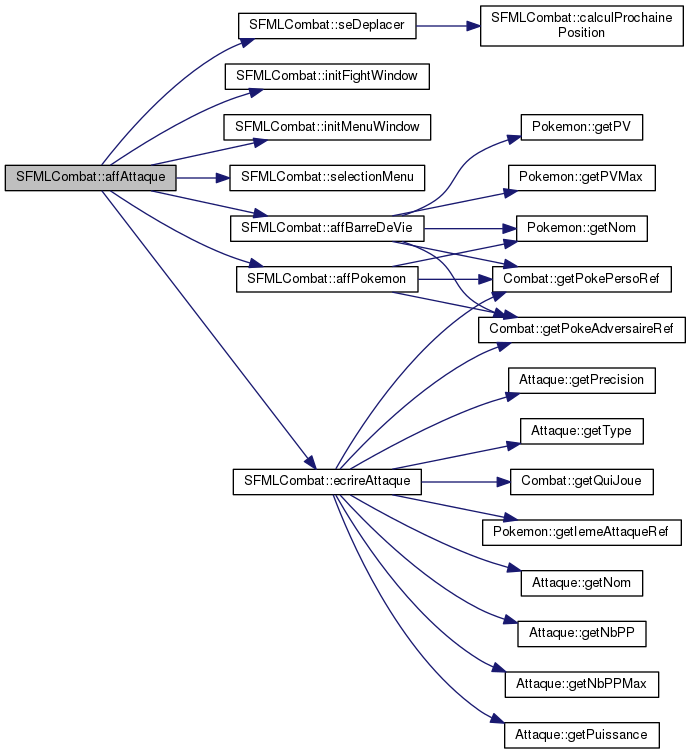 SFMLCombat::affAttaque
SFMLCombat::seDeplacer
SFMLCombat::calculProchaine
Position
SFMLCombat::initFightWindow
SFMLCombat::initMenuWindow
SFMLCombat::selectionMenu
SFMLCombat::affBarreDeVie
SFMLCombat::affPokemon
SFMLCombat::ecrireAttaque
Pokemon::getPV
Pokemon::getPVMax
Pokemon::getNom
Combat::getPokePersoRef
Combat::getPokeAdversaireRef
Attaque::getPrecision
Attaque::getType
Combat::getQuiJoue
Pokemon::getIemeAttaqueRef
Attaque::getNom
Attaque::getNbPP
Attaque::getNbPPMax
Attaque::getPuissance